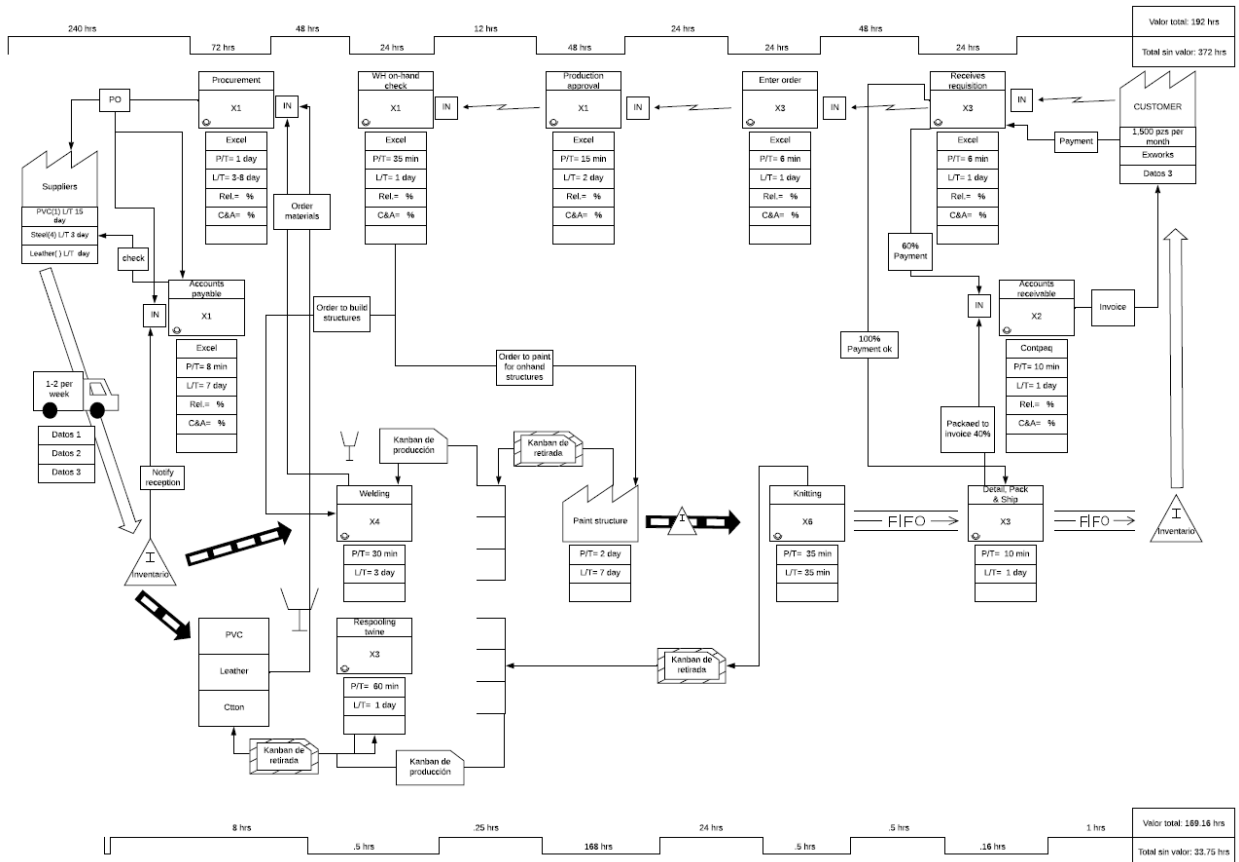 240 hrs
48 hrs
12 hrs
24 hrs
48 hrs
Valor total: 192 hrs
72 hrs
24 hrs
48 hrs
24 hrs
24 hrs
Total sin valor: 372 hrs
Procurement
X1
IN
WH on-hand
check
X1
IN
Production
approval
X1
IN
Enter order
X3
IN
Receives
requisition
X3
IN
CUSTOMER
1,500 pzs per
month
Exworks
Datos 3
PO
Payment
Excel
P/T= 1 day
L/T= 3-8 day
Rel.= %
C&A= %
Excel
P/T= 35 min
L/T= 1 day
Rel.= %
C&A= %
Excel
P/T= 15 min
L/T= 2 day
Rel.= %
C&A= %
Excel
P/T= 6 min
L/T= 1 day
Rel.= %
C&A= %
Excel
P/T= 6 min
L/T= 1 day
Rel.= %
C&A= %
Suppliers
PVC(1) L/T 15
day
Steel(4) L/T 3 day
Leather( ) L/T day
check
Order
materials
60%
Payment
Accounts
payable
X1
IN
Excel
P/T= 8 min
L/T= 7 day
Rel.= %
C&A= %
Order to build
structures
Order to paint
for onhand
structures
100%
Payment ok
IN
Accounts
receivable
X2
Invoice
Contpaq
P/T= 10 min
L/T= 1 day
Rel.= %
C&A= %
1-2 per
week
Datos 1
Datos 2
Datos 3
Notify
reception
Kanban de
producción
Kanban de
retirada
Packaed to
invoice 40%
I
Inventario
Welding
X4
P/T= 30 min
L/T= 3 day
Paint structure
P/T= 2 day
L/T= 7 day
I
Knitting
X6
P/T= 35 min
L/T= 35 min
FIFO
Detail, Pack
& Ship
X3
P/T= 10 min
L/T= 1 day
FIFO
I
Inventario
PVC
Leather
Ctton
Respooling
twine
X3
P/T= 60 min
L/T= 1 day
Kanban de
retirada
Kanban de
retirada
Kanban de
producción
8 hrs
.25 hrs
24 hrs
.5 hrs
1 hrs
Valor total: 169.16 hrs
.5 hrs
168 hrs
.5 hrs
.16 hrs
Total sin valor: 33.75 hrs